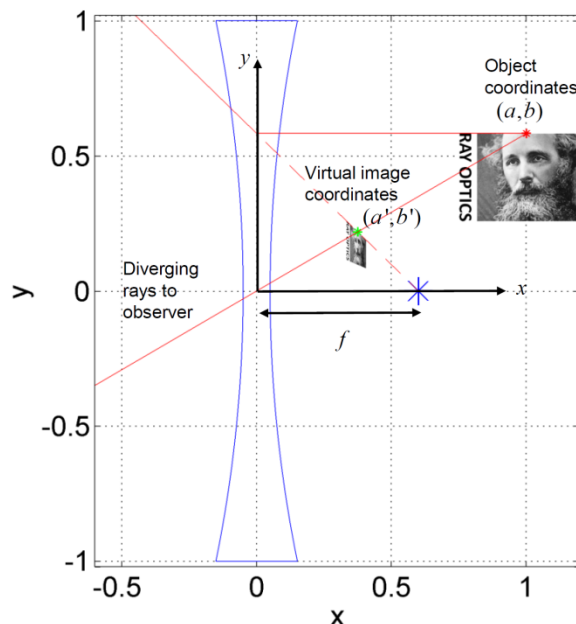 y
Object
coordinates
(a,b)
RAY OPTICS
Virtual image
coordinates
(a',b')
Diverging
rays to
observer
x
f
1
0.5
0
-0.5
-1
y
-0.5
0
0.5
1
x